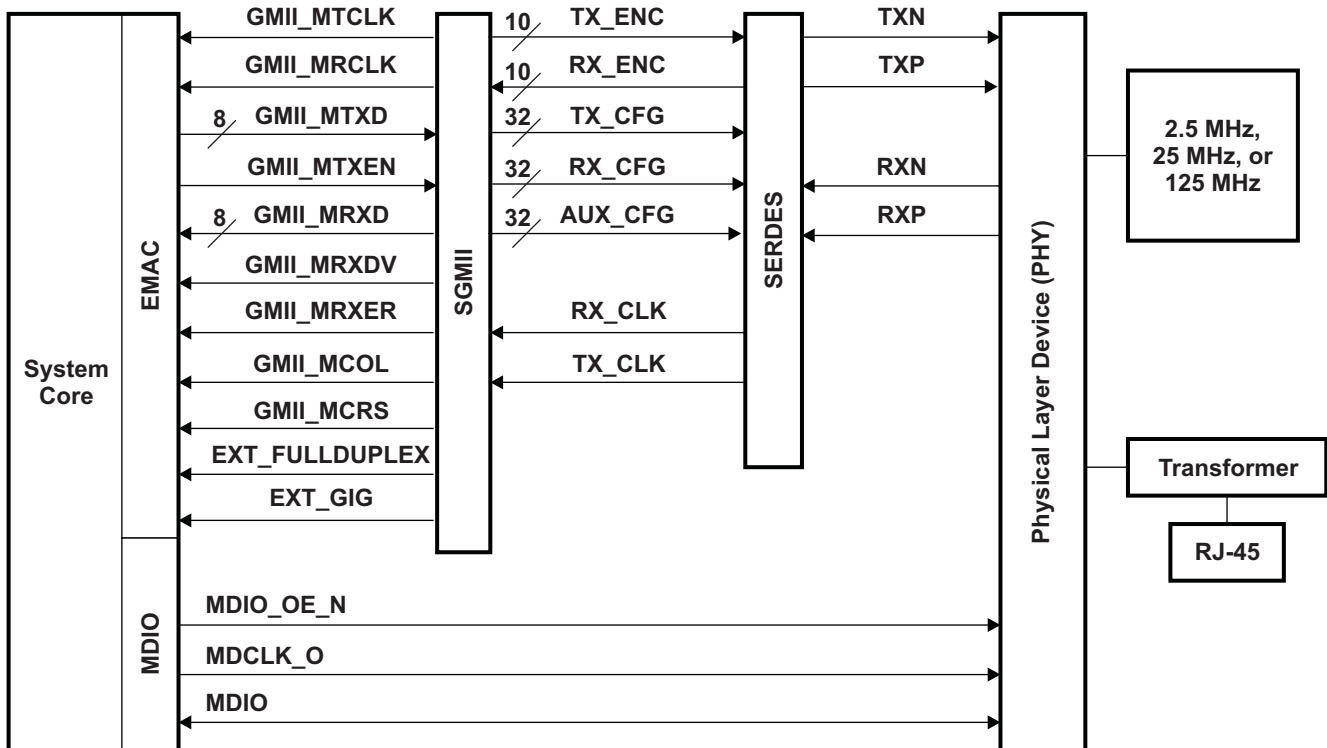 System
Core
EMAC
MDIO
GMII_MTCLK
GMII_MRCLK
8 GMII_MTXD
GMII_MTXEN
8 GMII_MRXD
GMII_MRXDV
GMII_MRXER
GMII_MCOL
GMII_MCRS
EXT_FULLDUPLEX
EXT_GIG
SGMII
10 TX_ENC
10 RX_ENC
32 TX_CFG
32 RX_CFG
32 AUX_CFG
RX_CLK
TX_CLK
SERDES
TXN
TXP
RXN
RXP
MDIO_OE_N
MDCLK_O
MDIO
Physical Layer Device (PHY)
2.5 MHz,
25 MHz, or
125 MHz
Transformer
RJ-45